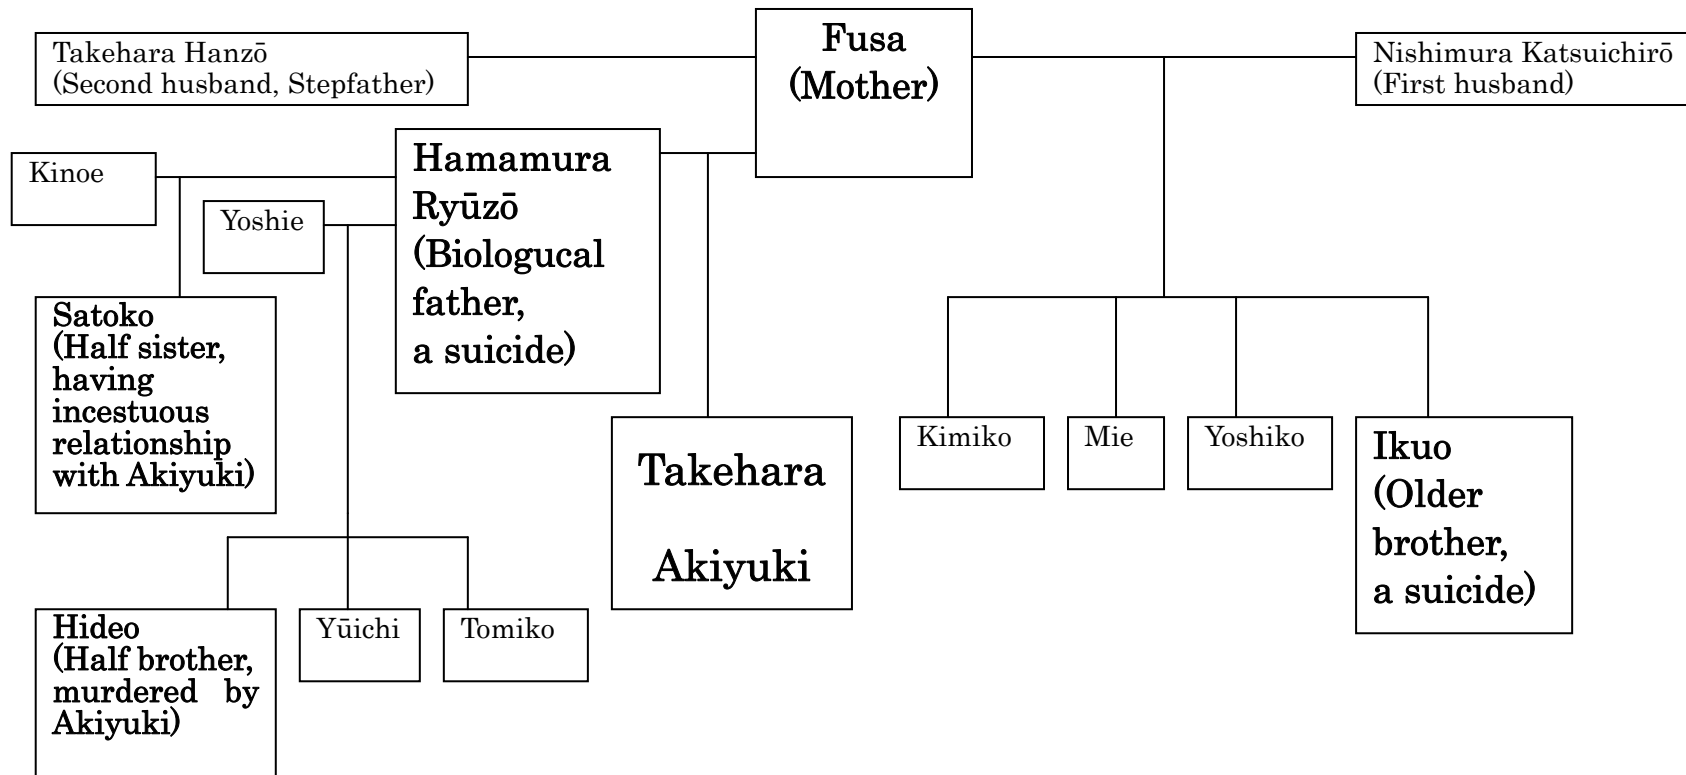 Takehara Hanzō
(Second husband, Stepfather)
Fusa
(Mother)
Nishimura Katsuichirō
(First husband)
Kinoe
Yoshie
Hamamura
Ryūzō
(Biologucal
father,
a suicide)
Satoko
(Half sister,
having
incestuous
relationship
with Akiyuki)
Takehara
Akiyuki
Kimiko
Mie
Yoshiko
Ikuo
(Older
brother,
a suicide)
Hideo
(Half brother,
murdered by
Akiyuki)
Yūichi
Tomiko